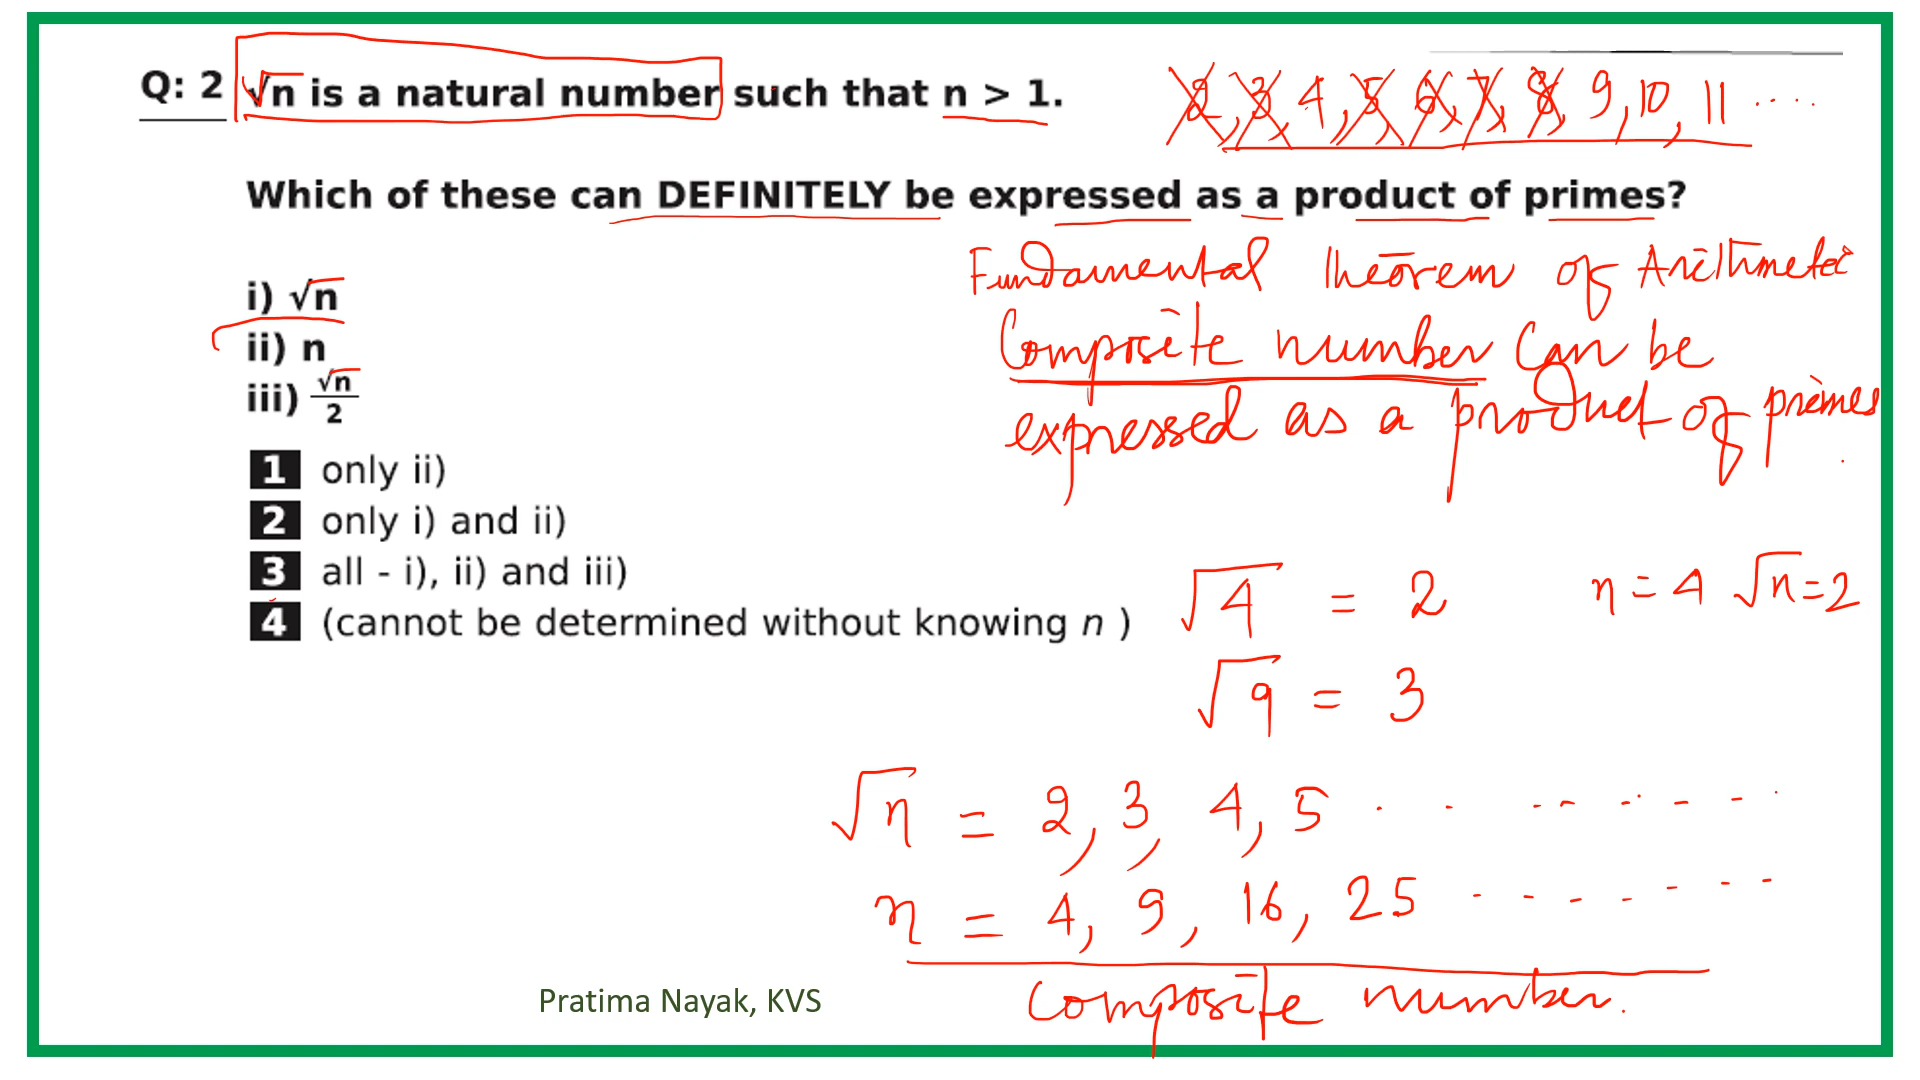 Q: 2 √n is a natural number such that n > 1.
2, 3, 4, 5, 6, 7, 8, 9, 10, 11 ....
Which of these can DEFINITELY be expressed as a product of primes?
Fundamental Theorem of Arithmetic
i) √n
Composite number can be
ii) n
iii) √n/2
expressed as a product of primes
1 only ii)
2 only i) and ii)
3 all - i), ii) and iii)
4 (cannot be determined without knowing n )
√4 = 2 n = 4 √n = 2
√9 = 3
√n = 2, 3, 4, 5 . . - - - - - -
n = 4, 9, 16, 25 - - - - - - -
Composite number.
Pratima Nayak, KVS